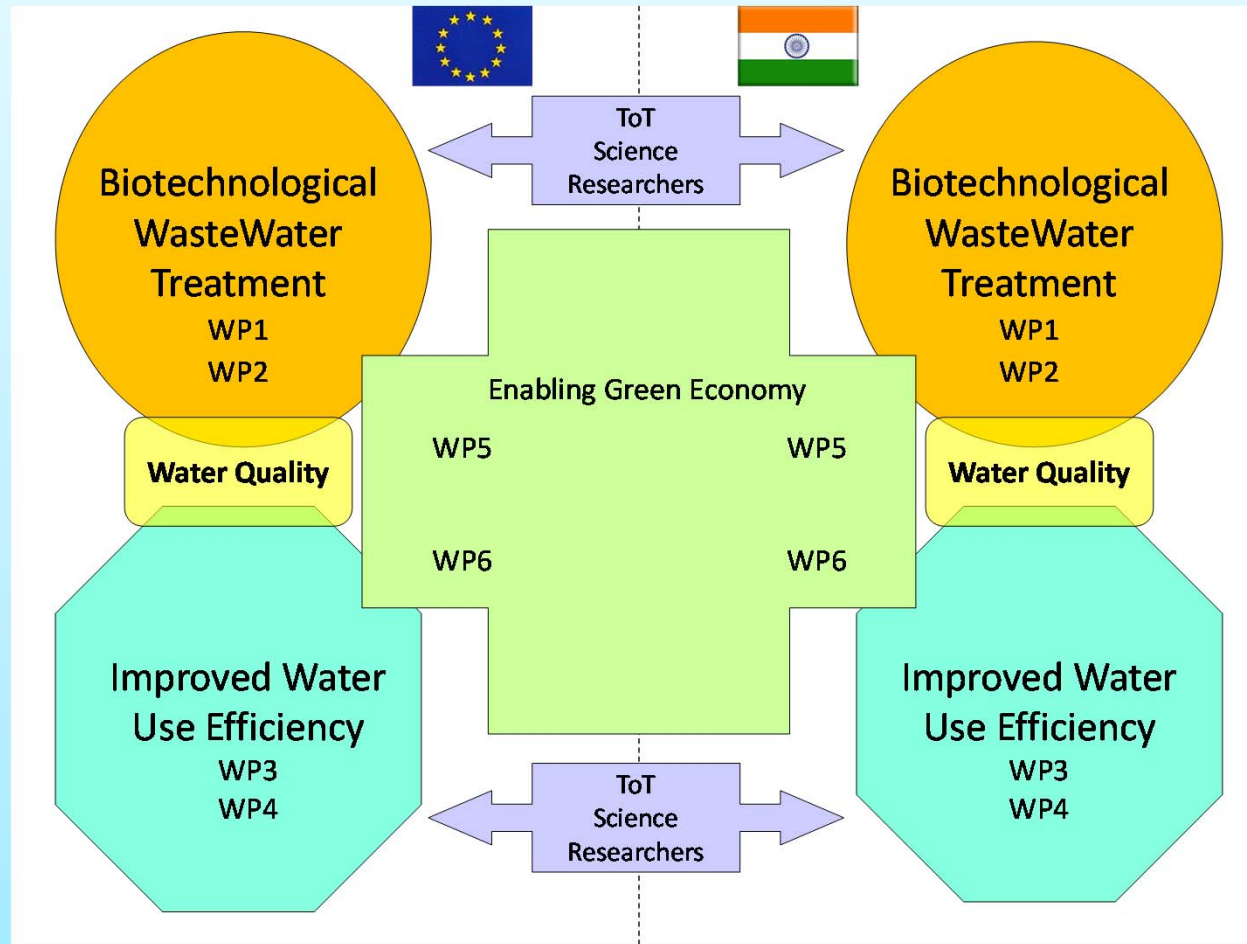 ToT
Science
Researchers
Biotechnological
WasteWater
Treatment
WP1
WP2
Biotechnological
WasteWater
Treatment
WP1
WP2
Enabling Green Economy
WP5
WP5
WP6
WP6
Water Quality
Water Quality
Improved Water
Use Efficiency
WP3
WP4
Improved Water
Use Efficiency
WP3
WP4
ToT
Science
Researchers